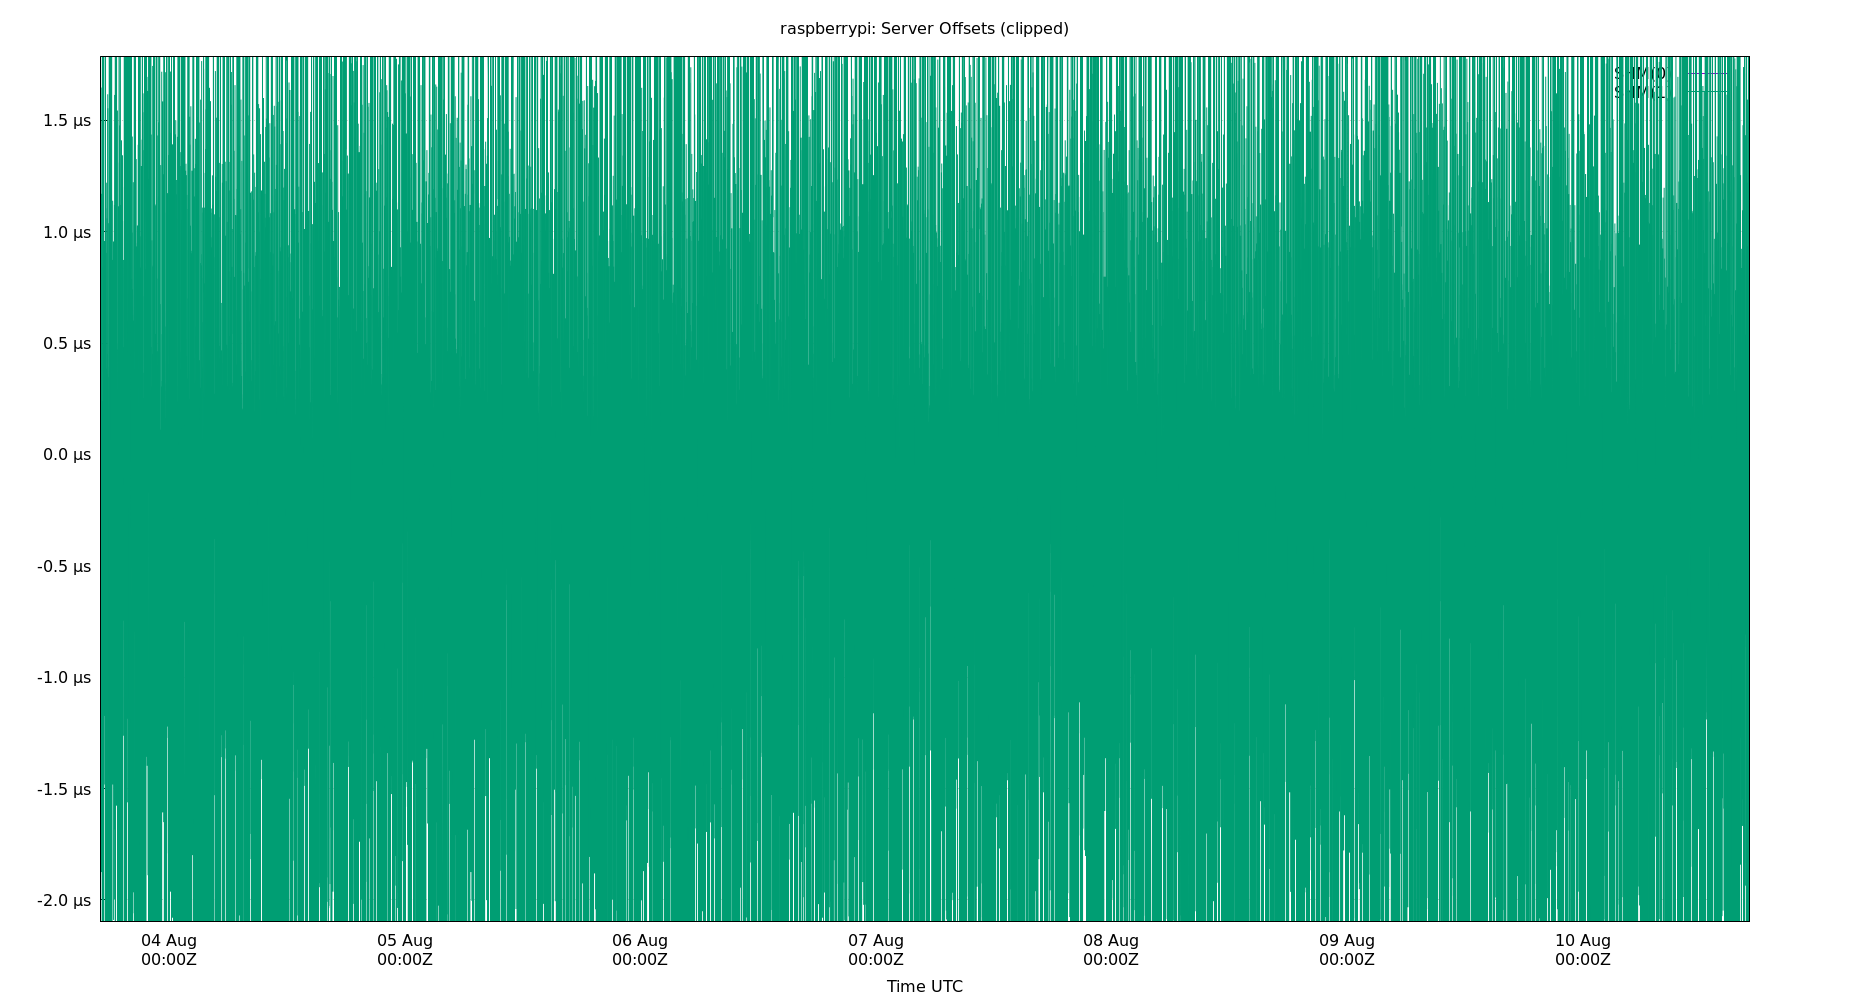 raspberrypi: Server Offsets (clipped)
1.5 µs
1.0 µs
0.5 µs
0.0 µs
-0.5 µs
-1.0 µs
-1.5 µs
-2.0 µs
04 Aug
00:00Z
05 Aug
00:00Z
06 Aug
00:00Z
07 Aug
00:00Z
08 Aug
00:00Z
09 Aug
00:00Z
10 Aug
00:00Z
Time UTC